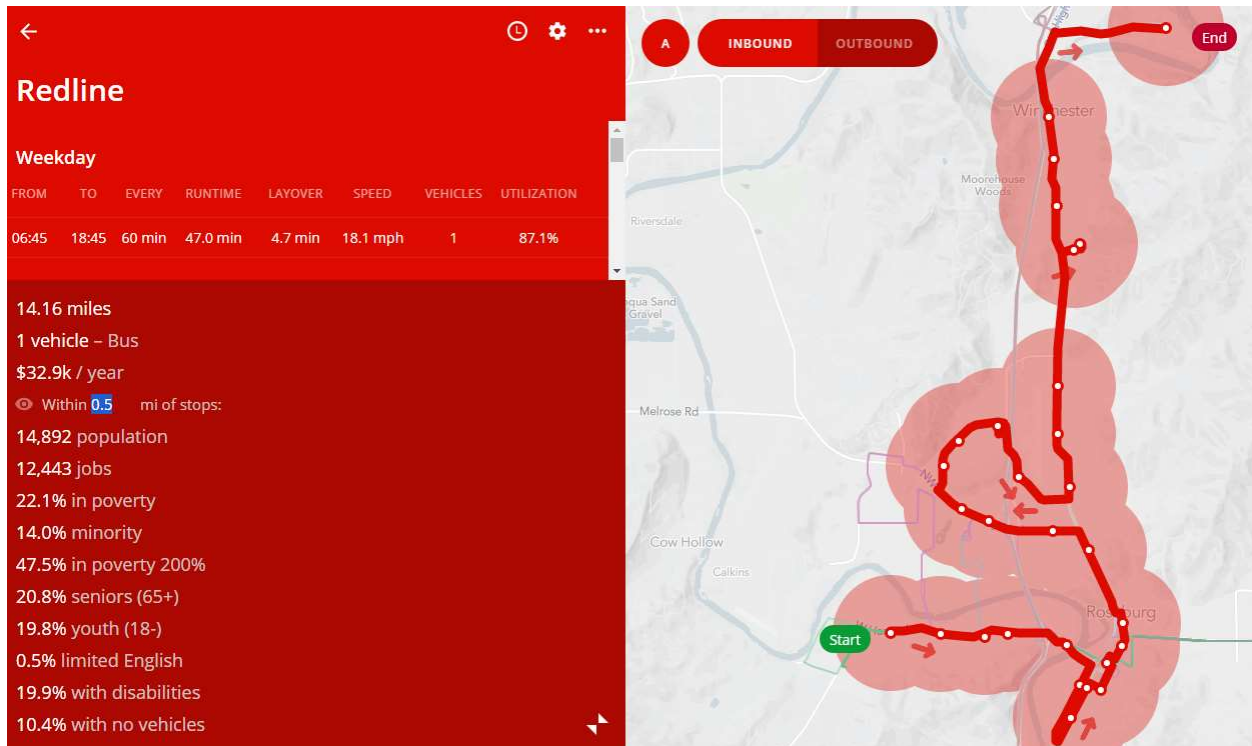 Redline
Weekday
FROM TO EVERY RUNTIME LAYOVER SPEED VEHICLES UTILIZATION
06:45 18:45 60 min 47.0 min 4.7 min 18.1 mph 1 87.1%
14.16 miles
1 vehicle – Bus
$32.9k / year
Within 0.5 mi of stops:
14,892 population
12,443 jobs
22.1% in poverty
14.0% minority
47.5% in poverty 200%
20.8% seniors (65+)
19.8% youth (18-)
0.5% limited English
19.9% with disabilities
10.4% with no vehicles
A INBOUND OUTBOUND
End
Moorehouse
Woods
Riversdale
Sand
Gravel
Melrose Rd
NW
Cow Hollow
Calkins
Start